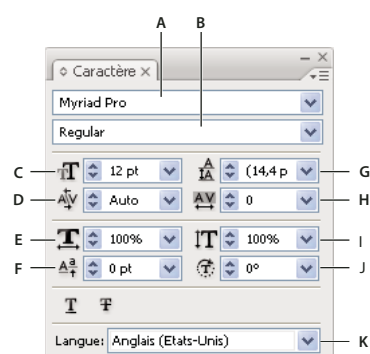 A B
Caractère
Myriad Pro
Regular
C 12 pt (14,4 p G
D Auto 0 H
E 100% 100% I
F 0 pt 0° J
T T
Langue: Anglais (Etats-Unis) K